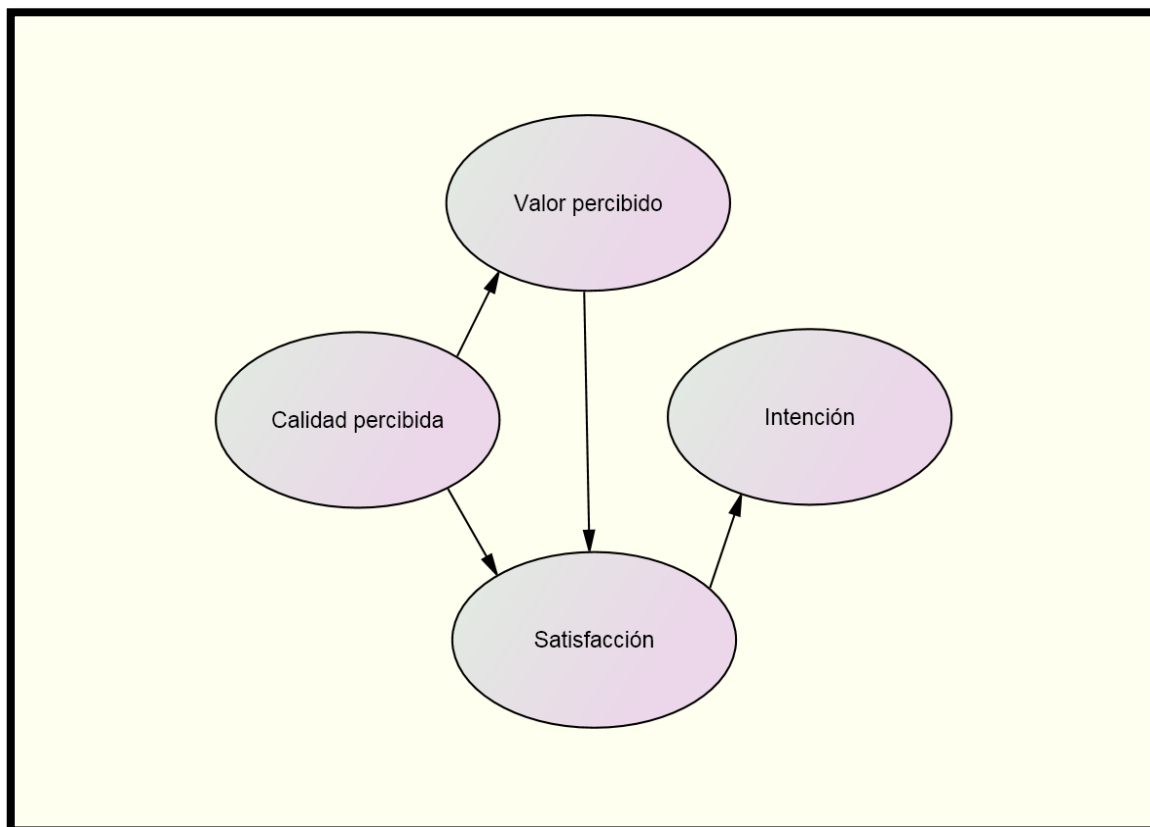 Valor percibido
Calidad percibida
Intención
Satisfacción